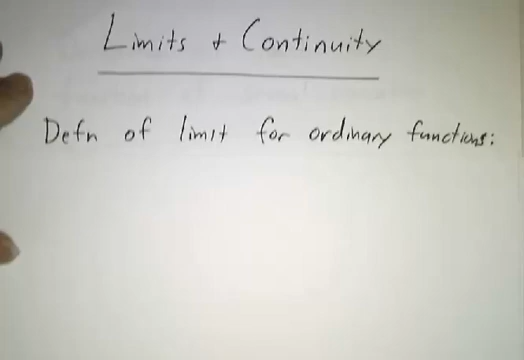 Limits + Continuity
Defn of limit for ordinary functions: